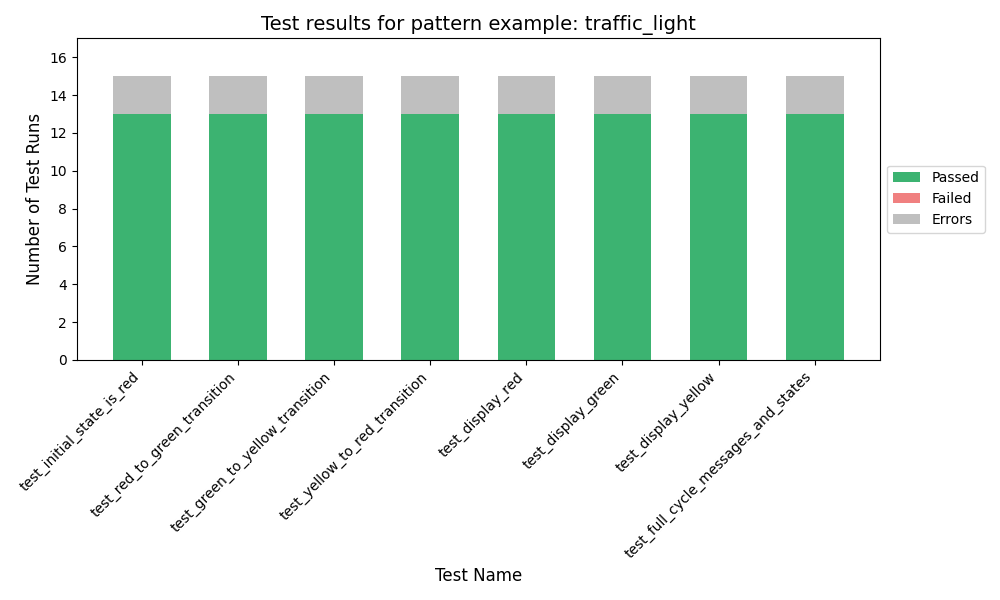 Test results for pattern example: traffic_light
Number of Test Runs
16
14
12
10
8
6
4
2
0
Passed
Failed
Errors
test_initial_state_is_red
test_red_to_green_transition
test_green_to_yellow_transition
test_yellow_to_red_transition
test_display_red
test_display_green
test_display_yellow
test_full_cycle_messages_and_states
Test Name